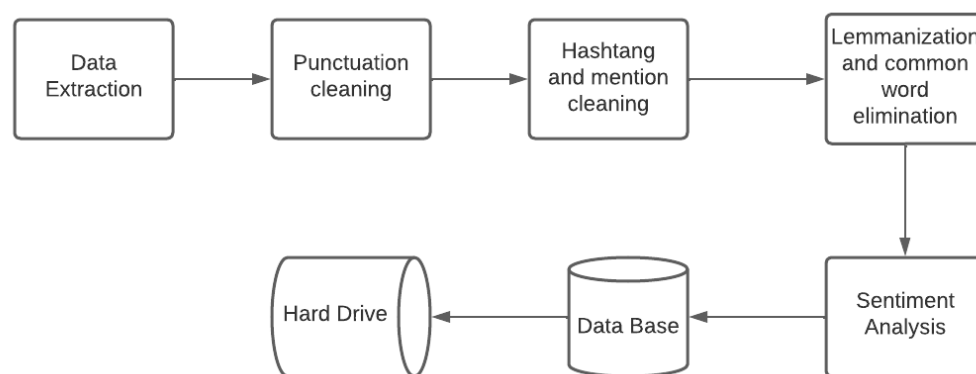 Data
Extraction
Punctuation
cleaning
Hashtang
and mention
cleaning
Lemmanization
and common
word
elimination
Hard Drive
Data Base
Sentiment
Analysis